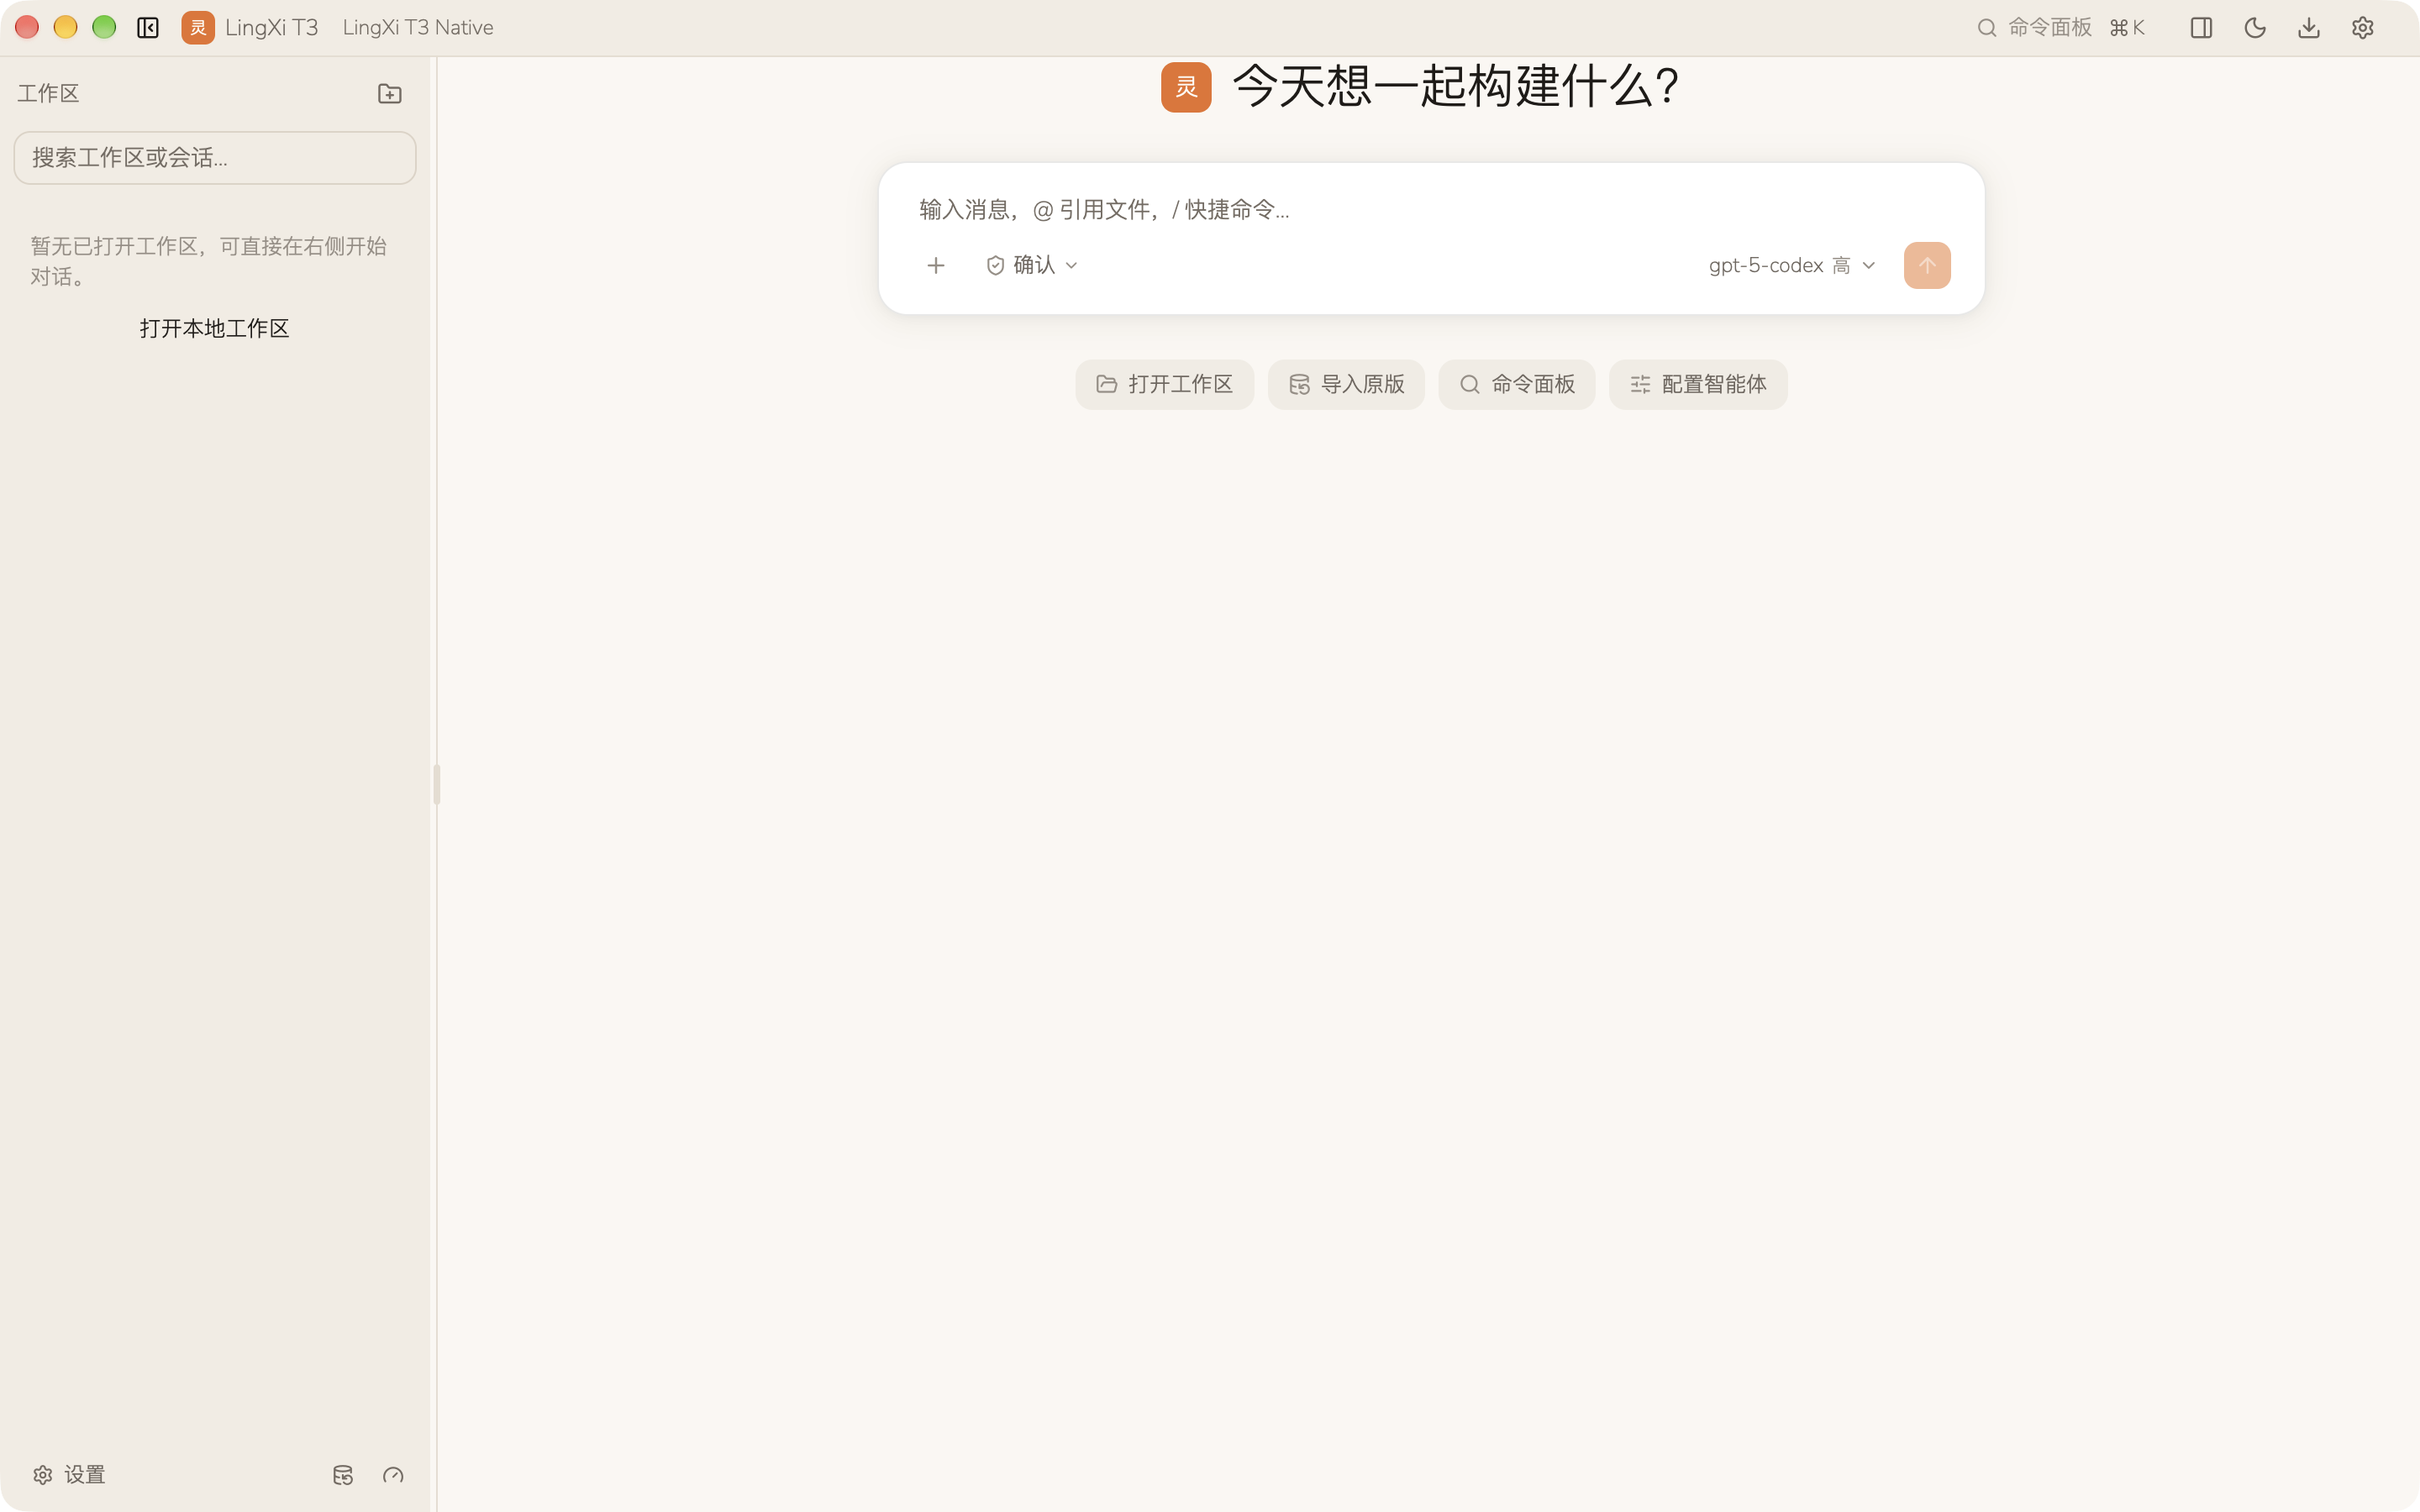 灵 LingXi T3 LingXi T3 Native 命令面板 ⌘K
工作区
搜索工作区或会话...
暂无已打开工作区，可直接在右侧开始
对话。
打开本地工作区
设置
灵 今天想一起构建什么？
输入消息，@ 引用文件，/ 快捷命令...
确认 gpt-5-codex 高
打开工作区 导入原版 命令面板 配置智能体